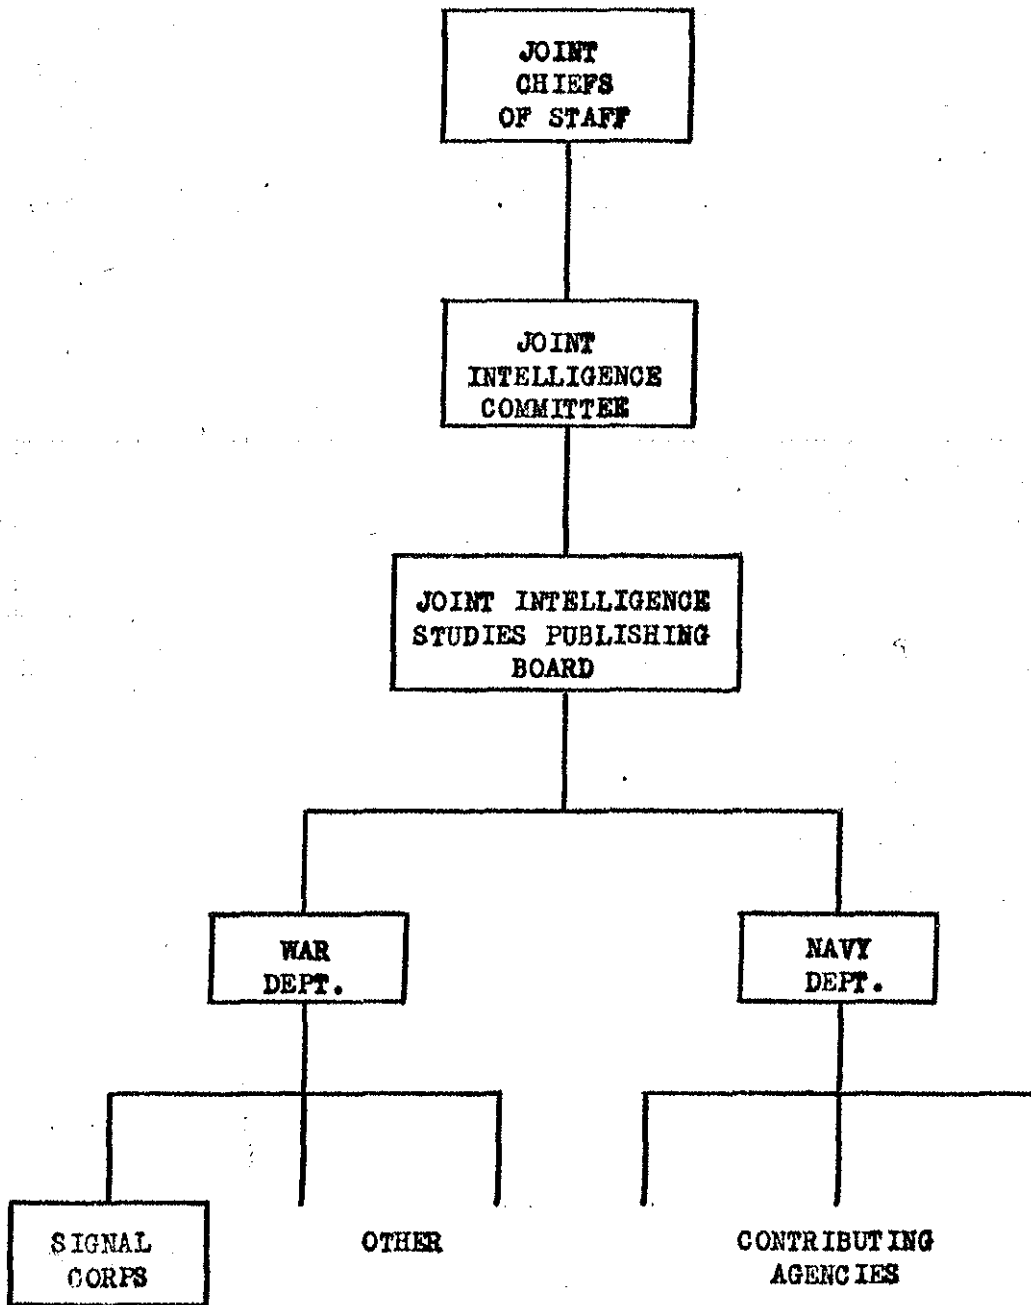 JOINT
CHIEFS
OF STAFF
JOINT
INTELLIGENCE
COMMITTEE
JOINT INTELLIGENCE
STUDIES PUBLISHING
BOARD
WAR
DEPT.
NAVY
DEPT.
SIGNAL
CORPS
OTHER
CONTRIBUTING
AGENCIES